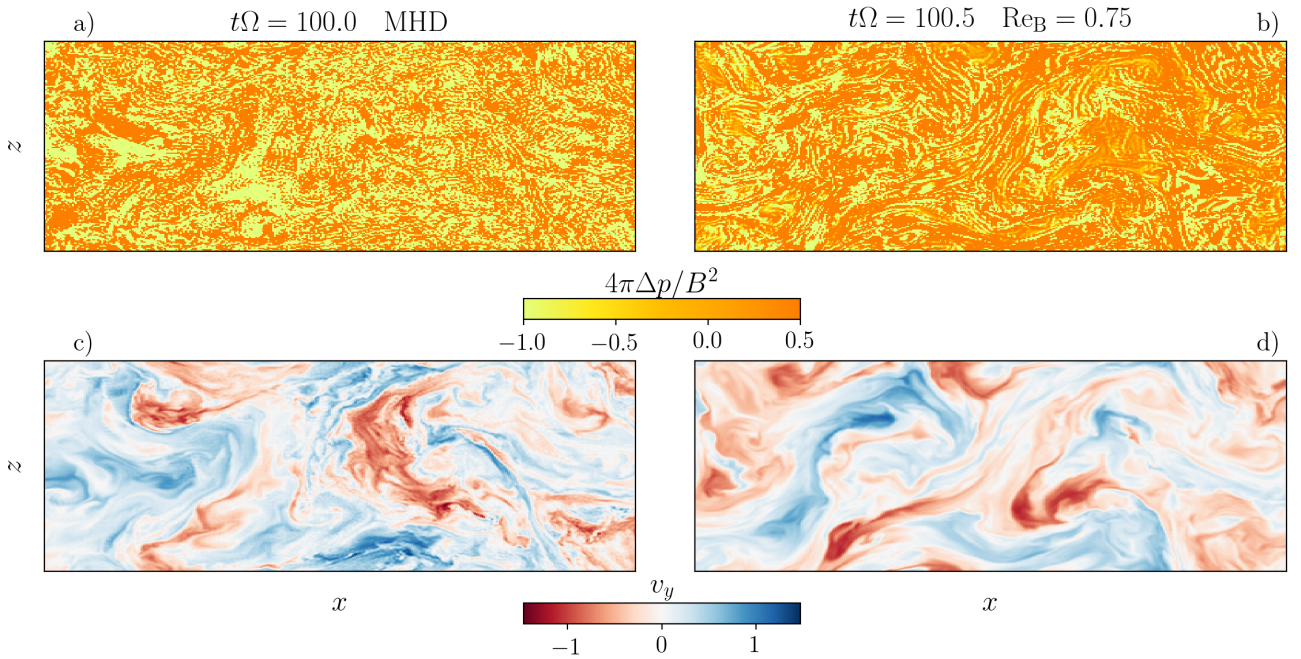 a) tΩ = 100.0 MHD
tΩ = 100.5 Re_B = 0.75 b)
z
4πΔp/B²
−1.0 −0.5 0.0 0.5
c) d)
z
x x
v_y
−1 0 1